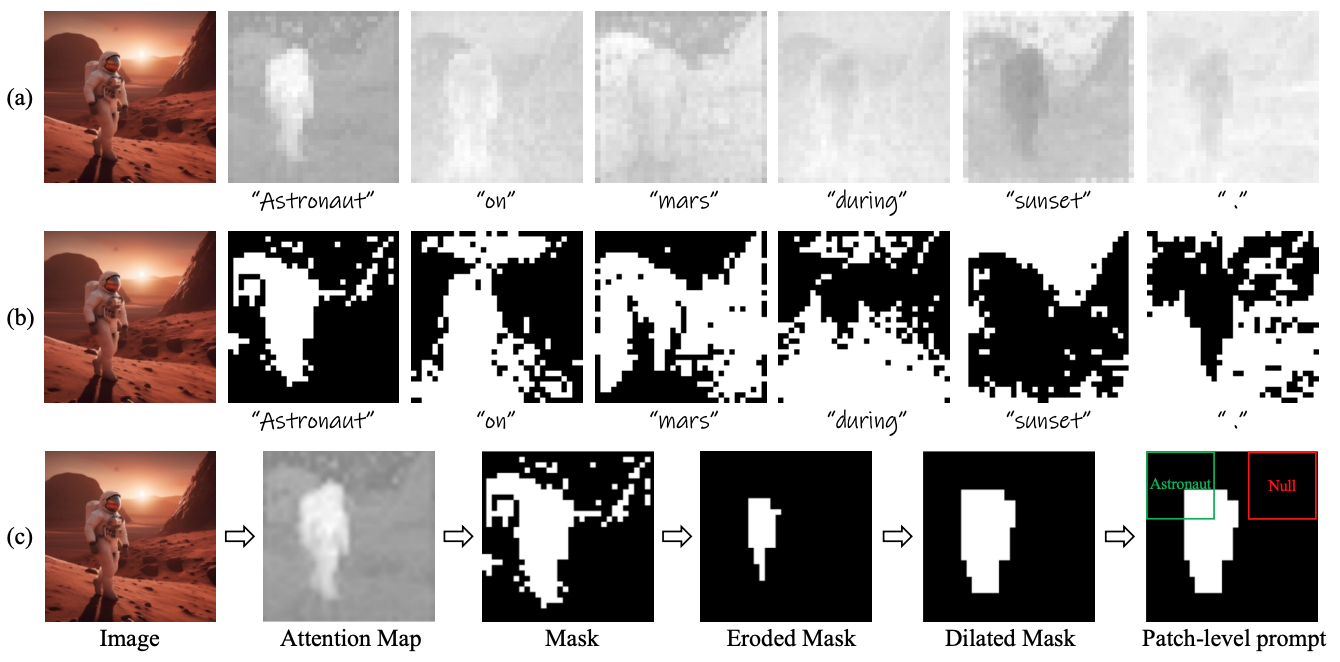 (a)
“Astronaut” “on” “mars” “during” “sunset” “.”
(b)
“Astronaut” “on” “mars” “during” “sunset” “.”
(c)
Astronaut Null
Image Attention Map Mask Eroded Mask Dilated Mask Patch-level prompt